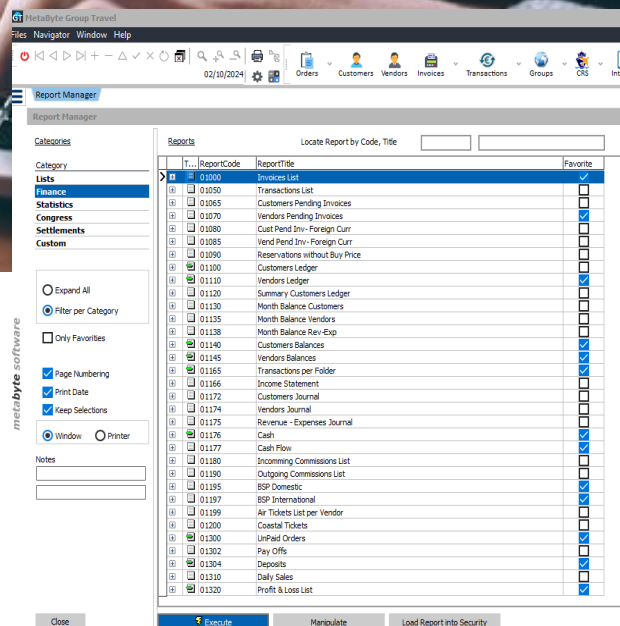 GT MetaByte Group Travel
Files Navigator Window Help
02/10/2024
Orders Customers Vendors Invoices Transactions Groups CRS
Report Manager
Report Manager
Categories
Reports
Locate Report by Code, Title
Category
T... ReportCode ReportTitle Favorite
Lists
Finance
Statistics
Congress
Settlements
Custom
01000 Invoices List
01050 Transactions List
01065 Customers Pending Invoices
01070 Vendors Pending Invoices
01080 Cust Pend Inv- Foreign Curr
01085 Vend Pend Inv- Foreign Curr
01090 Reservations without Buy Price
01100 Customers Ledger
01110 Vendors Ledger
01120 Summary Customers Ledger
01130 Month Balance Customers
01135 Month Balance Vendors
01138 Month Balance Rev-Exp
01140 Customers Balances
01145 Vendors Balances
01165 Transactions per Folder
01166 Income Statement
01172 Customers Journal
01174 Vendors Journal
01175 Revenue - Expenses Journal
01176 Cash
01177 Cash Flow
01180 Incomming Commissions List
01190 Outgoing Commissions List
01195 BSP Domestic
01197 BSP International
01199 Air Tickets List per Vendor
01200 Coastal Tickets
01300 UnPaid Orders
01302 Pay Offs
01304 Deposits
01310 Daily Sales
01320 Profit & Loss List
Expand All
Filter per Category
Only Favorities
Page Numbering
Print Date
Keep Selections
Window Printer
Notes
metabyte software
Close
Execute
Manipulate
Load Report into Security